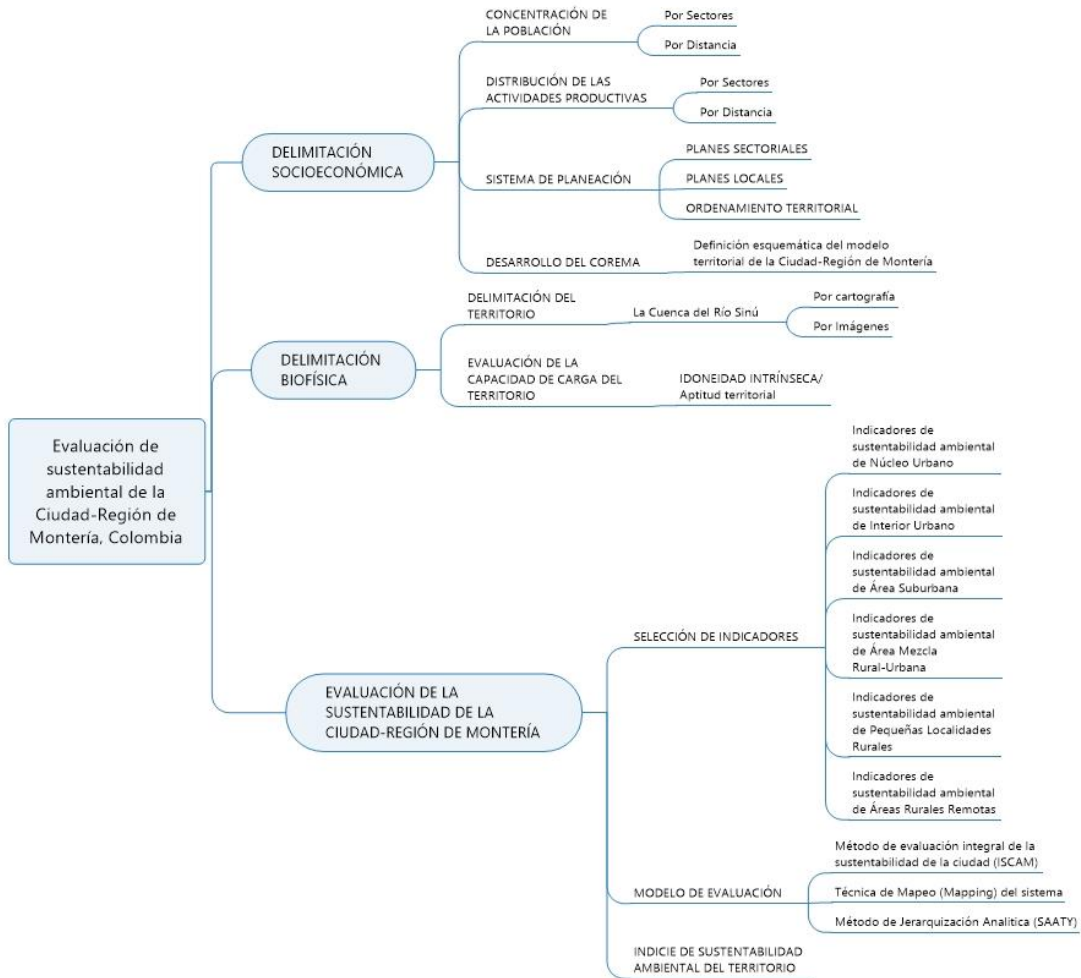 Evaluación de
sustentabilidad
ambiental de la
Ciudad-Región de
Montería, Colombia
DELIMITACIÓN
SOCIOECONÓMICA
CONCENTRACIÓN DE
LA POBLACIÓN
Por Sectores
Por Distancia
DISTRIBUCIÓN DE LAS
ACTIVIDADES PRODUCTIVAS
Por Sectores
Por Distancia
SISTEMA DE PLANEACIÓN
PLANES SECTORIALES
PLANES LOCALES
ORDENAMIENTO TERRITORIAL
DESARROLLO DEL COREMA
Definición esquemática del modelo
territorial de la Ciudad-Región de Montería
DELIMITACIÓN
BIOFÍSICA
DELIMITACIÓN DEL
TERRITORIO
La Cuenca del Río Sinú
Por cartografía
Por Imágenes
EVALUACIÓN DE LA
CAPACIDAD DE CARGA DEL
TERRITORIO
IDONEIDAD INTRÍNSECA/
Aptitud territorial
EVALUACIÓN DE LA
SUSTENTABILIDAD DE LA
CIUDAD-REGIÓN DE MONTERÍA
SELECCIÓN DE INDICADORES
Indicadores de
sustentabilidad ambiental
de Núcleo Urbano
Indicadores de
sustentabilidad ambiental
de Interior Urbano
Indicadores de
sustentabilidad ambiental
de Área Suburbana
Indicadores de
sustentabilidad ambiental
de Área Mezcla
Rural-Urbana
Indicadores de
sustentabilidad ambiental
de Pequeñas Localidades
Rurales
Indicadores de
sustentabilidad ambiental
de Áreas Rurales Remotas
MODELO DE EVALUACIÓN
Método de evaluación integral de la
sustentabilidad de la ciudad (ISCAM)
Técnica de Mapeo (Mapping) del sistema
Método de Jerarquización Analítica (SAATY)
INDICIE DE SUSTENTABILIDAD
AMBIENTAL DEL TERRITORIO